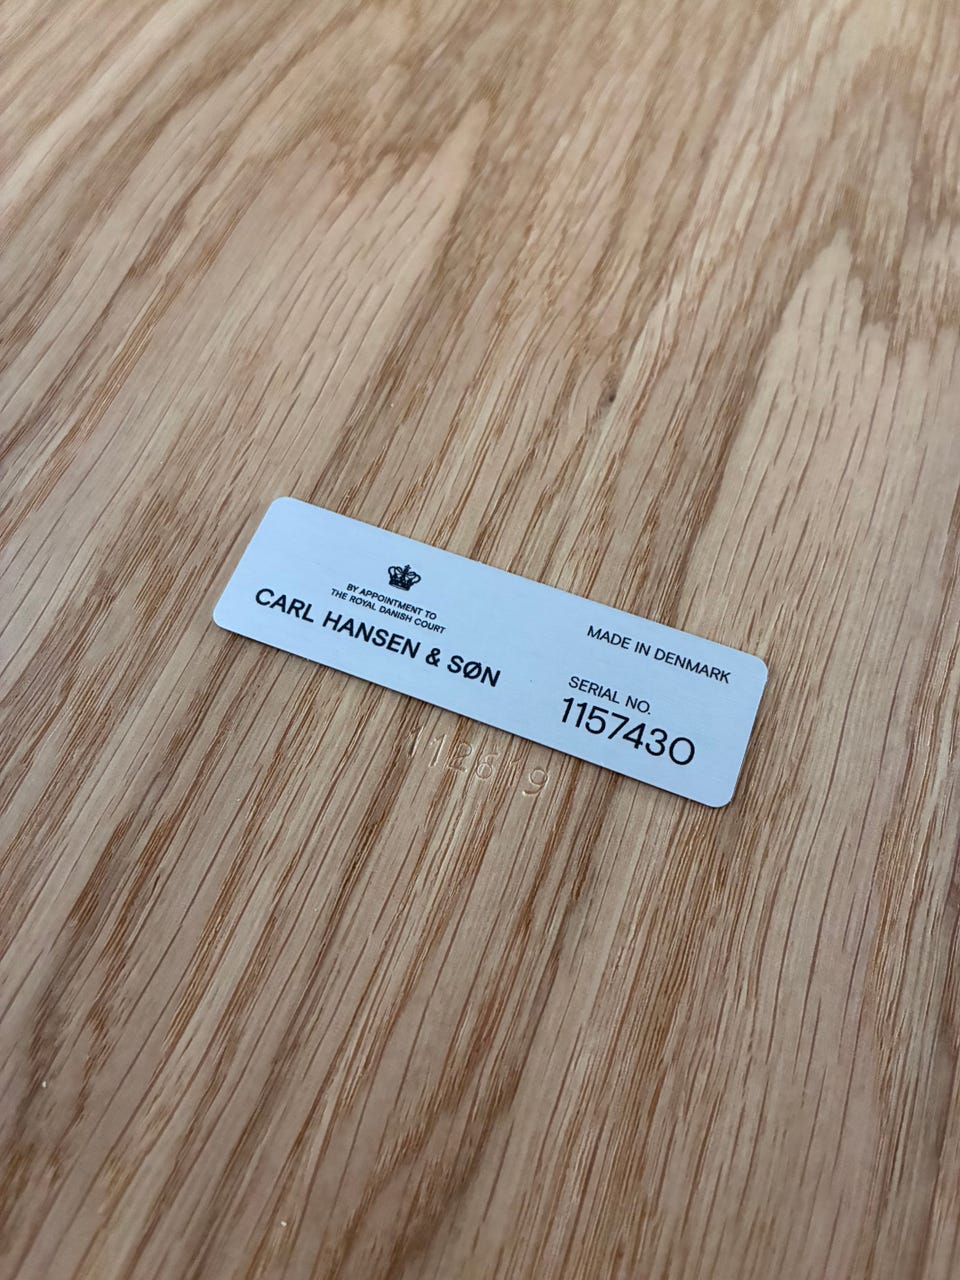 BY APPOINTMENT TO
THE ROYAL DANISH COURT
CARL HANSEN & SØN
MADE IN DENMARK
SERIAL NO.
1157430